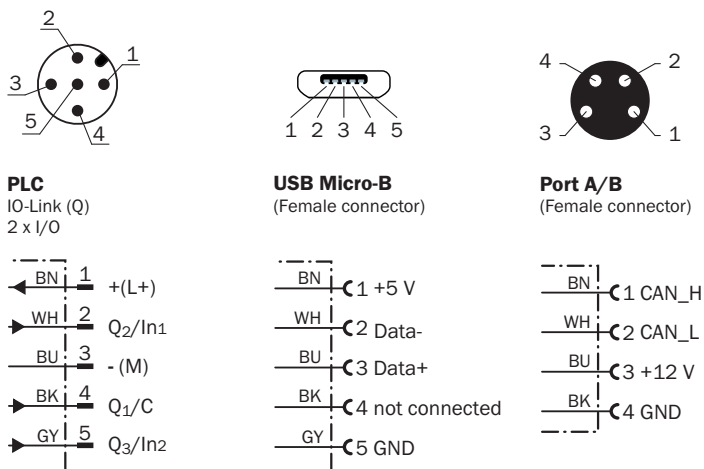 2
1
3
5
4
1 2 3 4 5
4 2
3 1
PLC
IO-Link (Q)
2 x I/O
BN 1 +(L+)
WH 2 Q2/In1
BU 3 - (M)
BK 4 Q1/C
GY 5 Q3/In2
USB Micro-B
(Female connector)
BN 1 +5 V
WH 2 Data-
BU 3 Data+
BK 4 not connected
GY 5 GND
Port A/B
(Female connector)
BN 1 CAN_H
WH 2 CAN_L
BU 3 +12 V
BK 4 GND